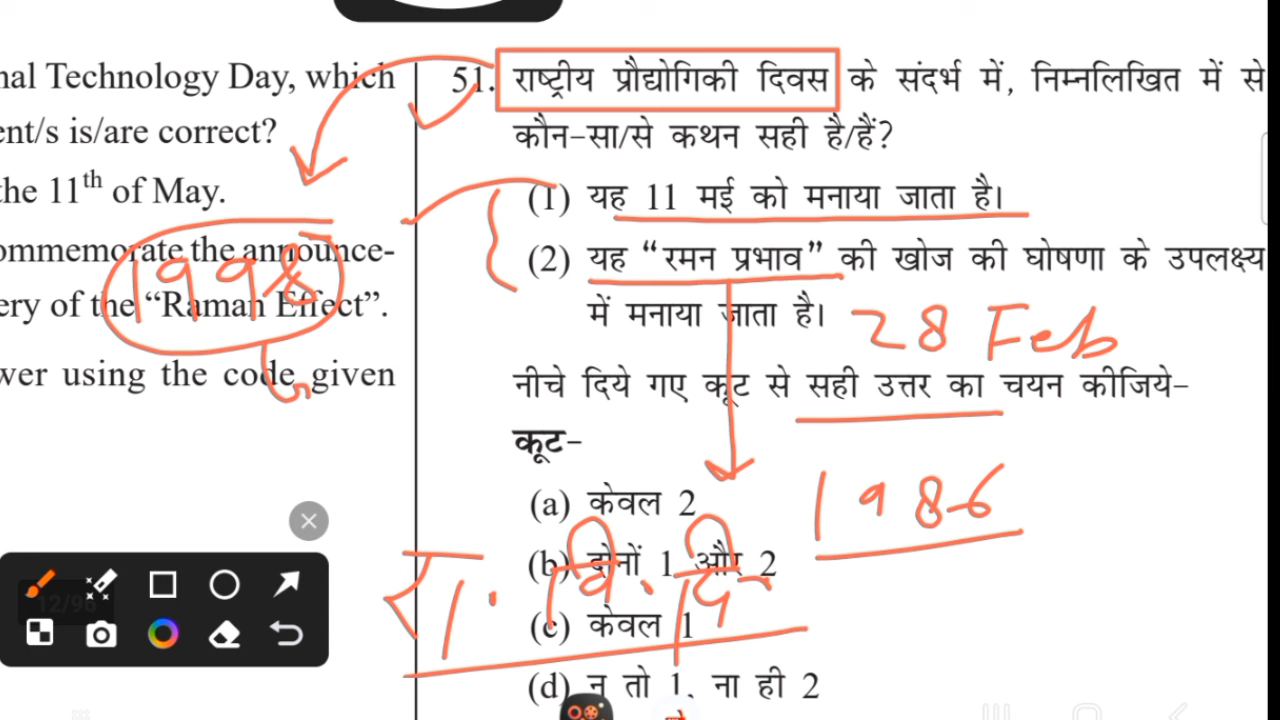 nal Technology Day, which
ent/s is/are correct?
the 11th of May.
ommemorate the announce-
ery of the “Raman Effect”.
wer using the code given
1998
51. राष्ट्रीय प्रौद्योगिकी दिवस के संदर्भ में, निम्नलिखित में से
कौन-सा/से कथन सही है/हैं?
(1) यह 11 मई को मनाया जाता है।
(2) यह “रमन प्रभाव” की खोज की घोषणा के उपलक्ष्य
में मनाया जाता है।
28 Feb
नीचे दिये गए कूट से सही उत्तर का चयन कीजिये-
कूट-
(a) केवल 2
1986
(b) दोनों 1 और 2
रा. वि. दि
(c) केवल 1
(d) न तो 1, ना ही 2
12/96